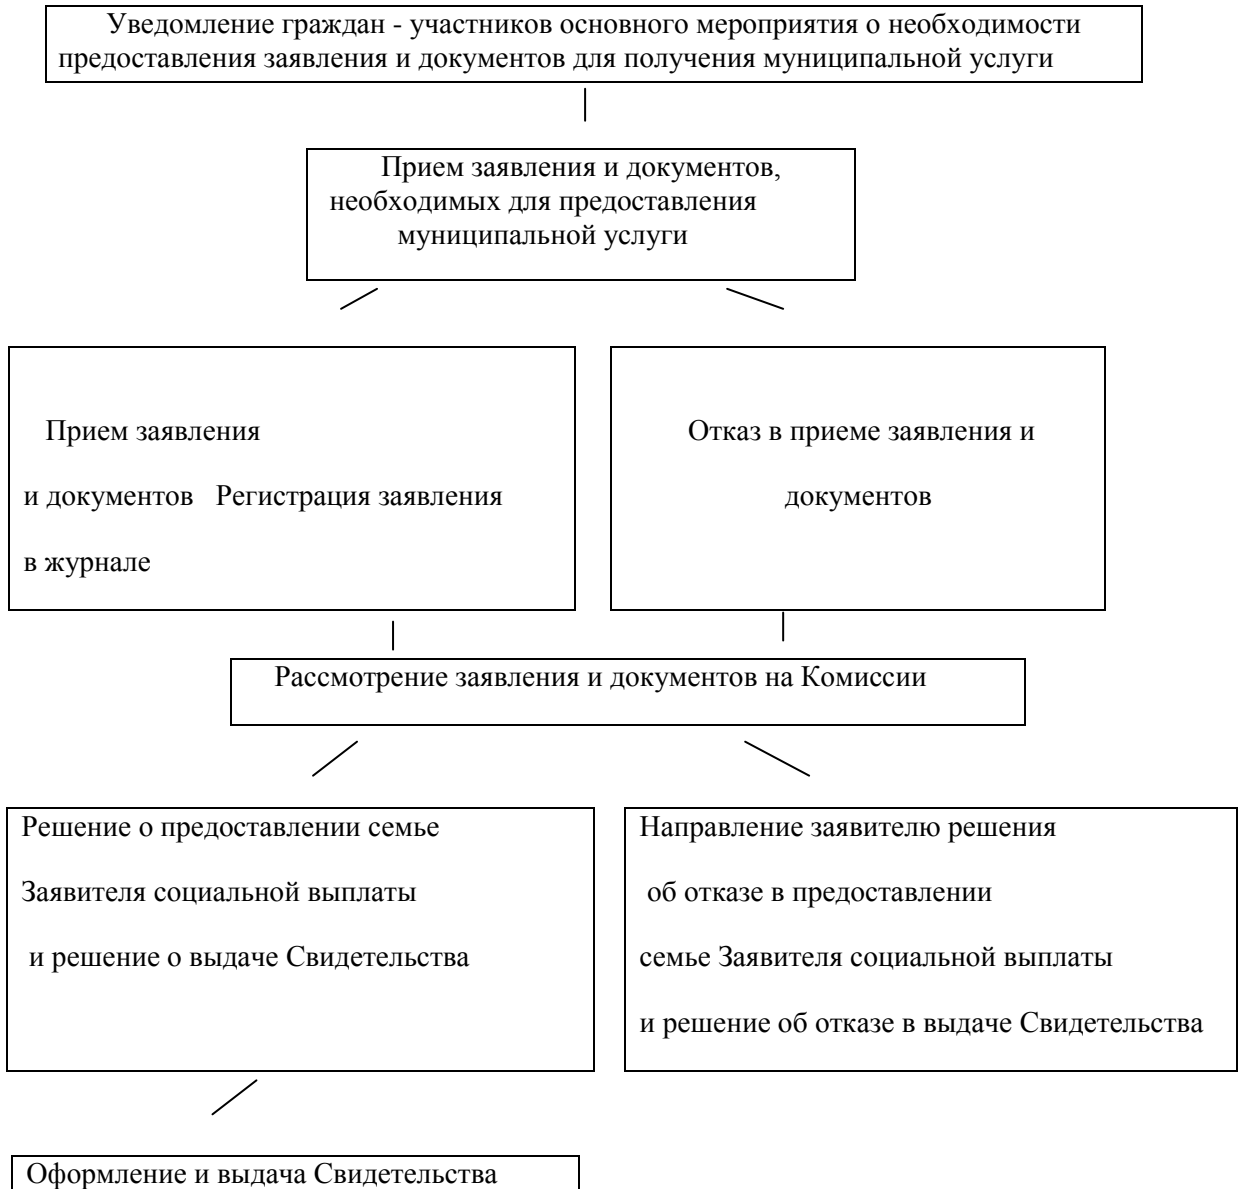 Уведомление граждан - участников основного мероприятия о необходимости
предоставления заявления и документов для получения муниципальной услуги
Прием заявления и документов,
необходимых для предоставления
муниципальной услуги
Прием заявления
и документов Регистрация заявления
в журнале
Отказ в приеме заявления и
документов
Рассмотрение заявления и документов на Комиссии
Решение о предоставлении семье
Заявителя социальной выплаты
и решение о выдаче Свидетельства
Направление заявителю решения
об отказе в предоставлении
семье Заявителя социальной выплаты
и решение об отказе в выдаче Свидетельства
Оформление и выдача Свидетельства